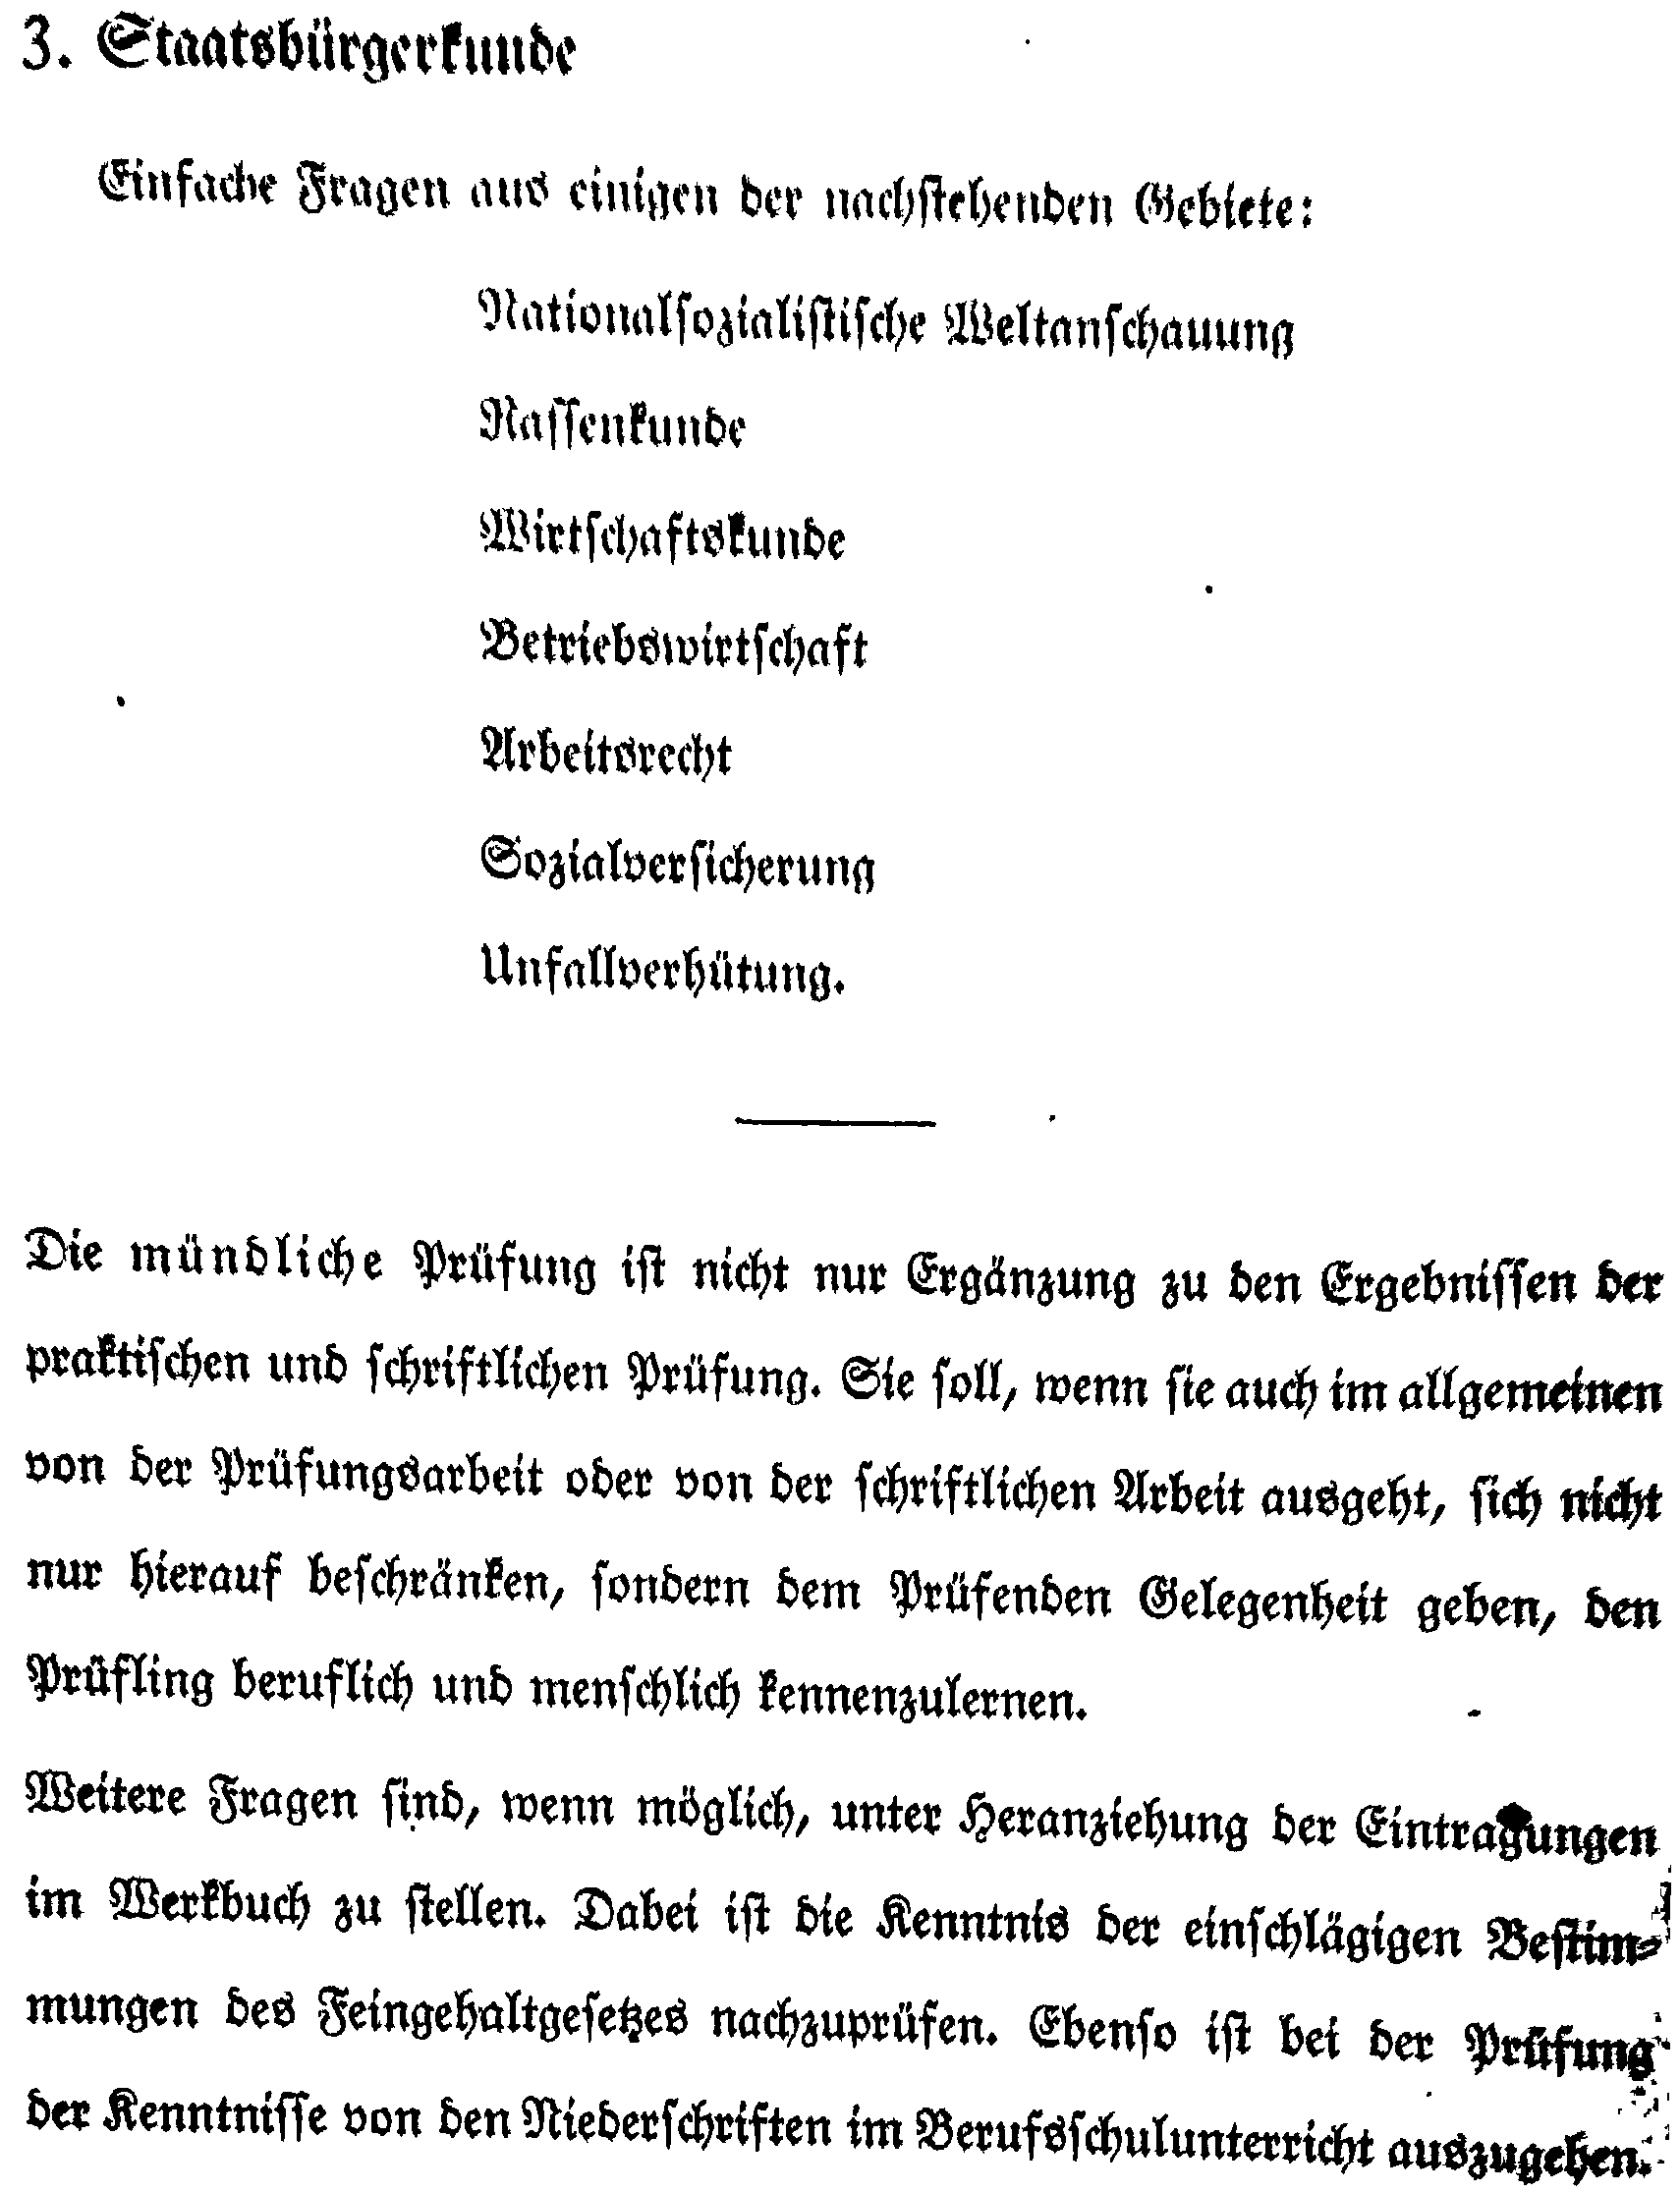 3. Staatsbürgerkunde
Einfache Fragen aus einigen der nachstehenden Gebiete:
Nationalsozialistische Weltanschauung
Rassenkunde
Wirtschaftskunde
Betriebswirtschaft
Arbeitsrecht
Sozialversicherung
Unfallverhütung.
Die mündliche Prüfung ist nicht nur Ergänzung zu den Ergebnissen der
praktischen und schriftlichen Prüfung. Sie soll, wenn sie auch im allgemeinen
von der Prüfungsarbeit oder von der schriftlichen Arbeit ausgeht, sich nicht
nur hierauf beschränken, sondern dem Prüfenden Gelegenheit geben, den
Prüfling beruflich und menschlich kennenzulernen.
Weitere Fragen sind, wenn möglich, unter Heranziehung der Eintragungen
im Werkbuch zu stellen. Dabei ist die Kenntnis der einschlägigen Bestim-
mungen des Feingehaltgesetzes nachzuprüfen. Ebenso ist bei der Prüfung
der Kenntnisse von den Niederschriften im Berufsschulunterricht auszugehen.